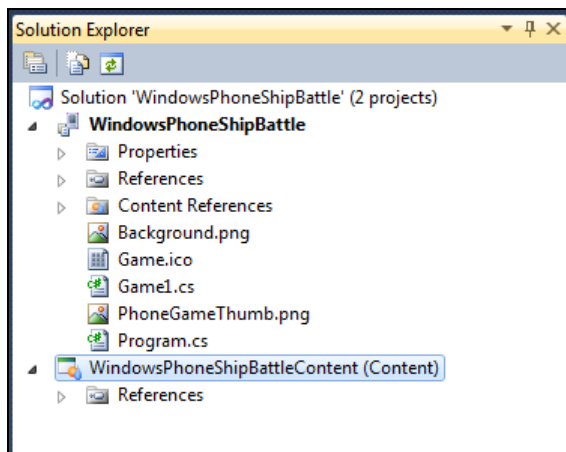 Solution Explorer
Solution 'WindowsPhoneShipBattle' (2 projects)
WindowsPhoneShipBattle
Properties
References
Content References
Background.png
Game.ico
Game1.cs
PhoneGameThumb.png
Program.cs
WindowsPhoneShipBattleContent (Content)
References